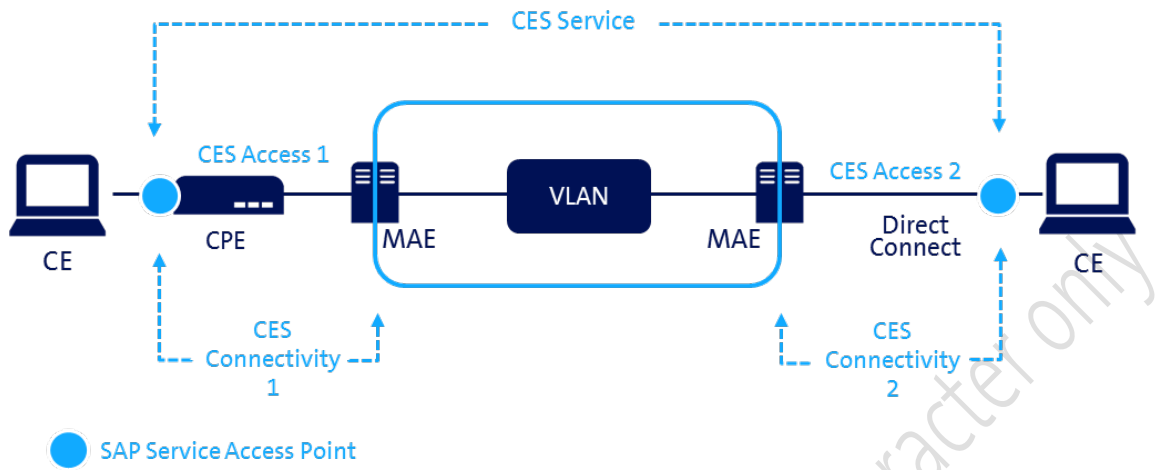 CES Service
CES Access 1
CES Access 2
VLAN
CE
CPE
MAE
MAE
Direct
Connect
CE
CES
Connectivity
1
CES
Connectivity
2
SAP Service Access Point
only